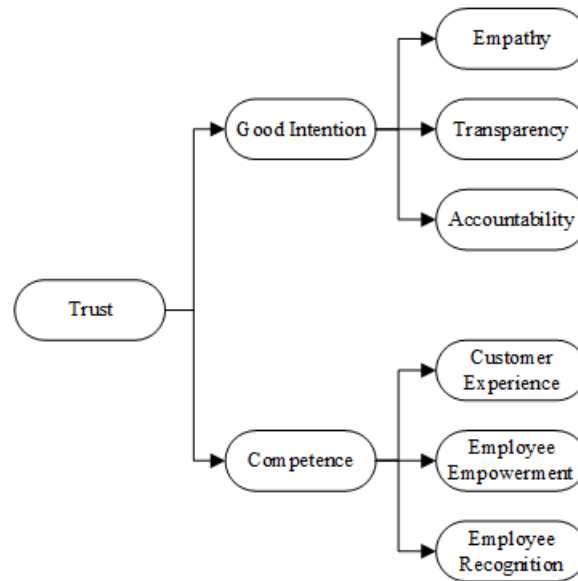 Empathy
Good Intention
Transparency
Accountability
Trust
Customer
Experience
Competence
Employee
Empowerment
Employee
Recognition